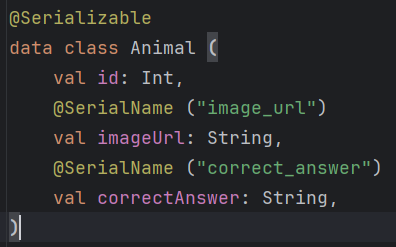 @Serializable
data class Animal (
    val id: Int,
    @SerialName ("image_url")
    val imageUrl: String,
    @SerialName ("correct_answer")
    val correctAnswer: String,
)